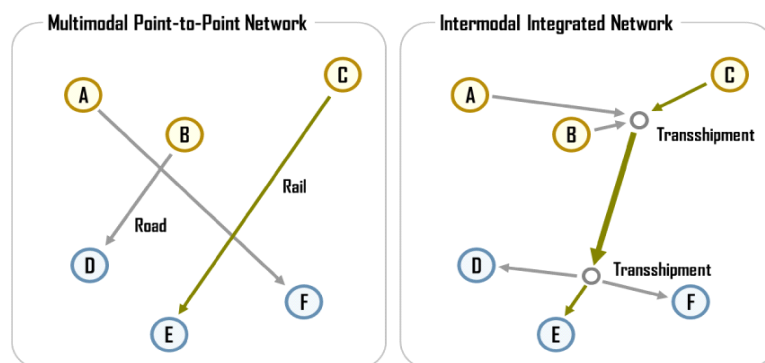 Multimodal Point-to-Point Network
A
B
C
Rail
Road
D
F
E
Intermodal Integrated Network
C
A
B
Transshipment
D
Transshipment
F
E